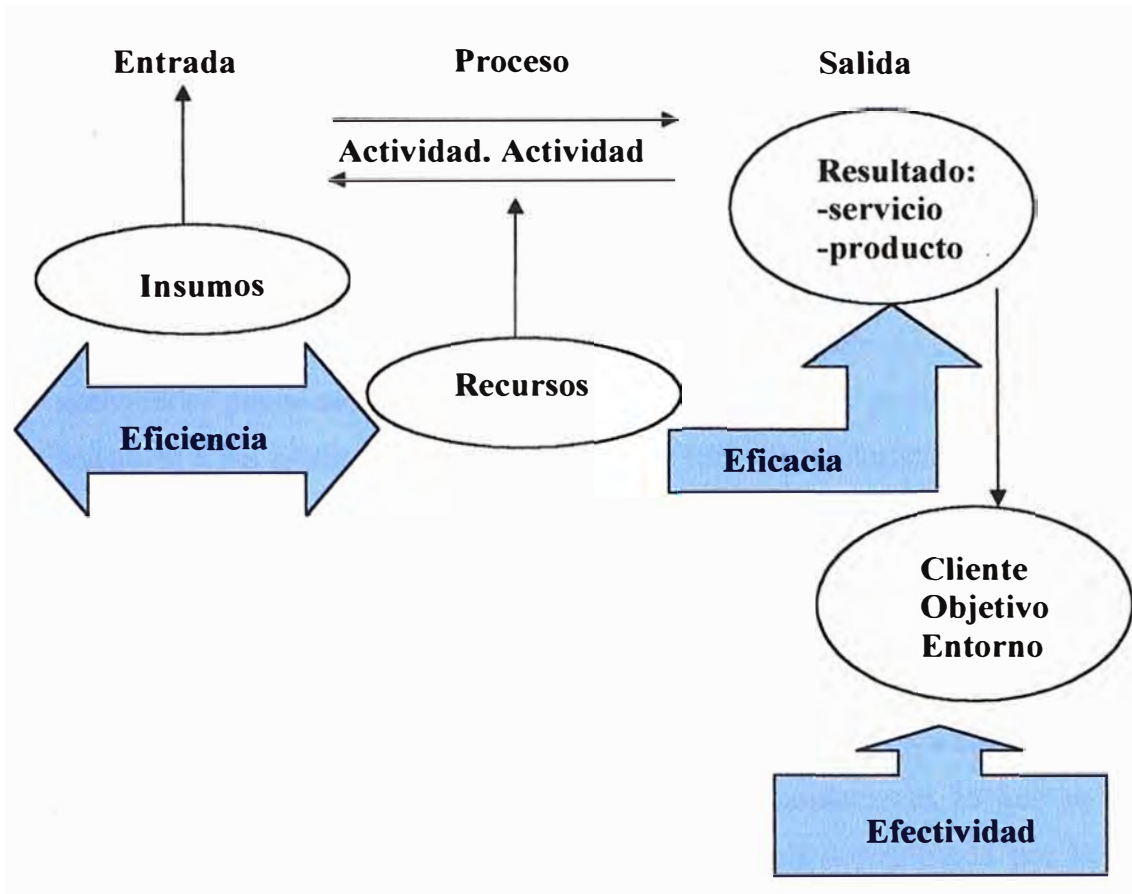 Entrada
Proceso
Salida
Actividad. Actividad
Resultado:
-servicio
-producto
Insumos
Recursos
Eficiencia
Eficacia
Cliente
Objetivo
Entorno
Efectividad